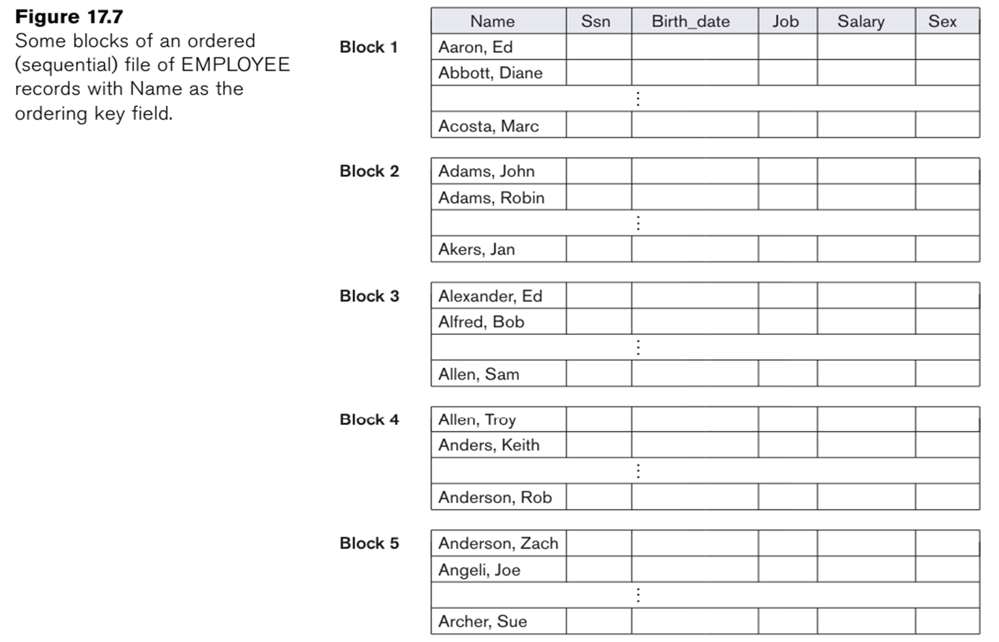 Figure 17.7
Some blocks of an ordered
(sequential) file of EMPLOYEE
records with Name as the
ordering key field.
Name Ssn Birth_date Job Salary Sex
Block 1 Aaron, Ed
Abbott, Diane
⋮
Acosta, Marc
Block 2 Adams, John
Adams, Robin
⋮
Akers, Jan
Block 3 Alexander, Ed
Alfred, Bob
⋮
Allen, Sam
Block 4 Allen, Troy
Anders, Keith
⋮
Anderson, Rob
Block 5 Anderson, Zach
Angeli, Joe
⋮
Archer, Sue